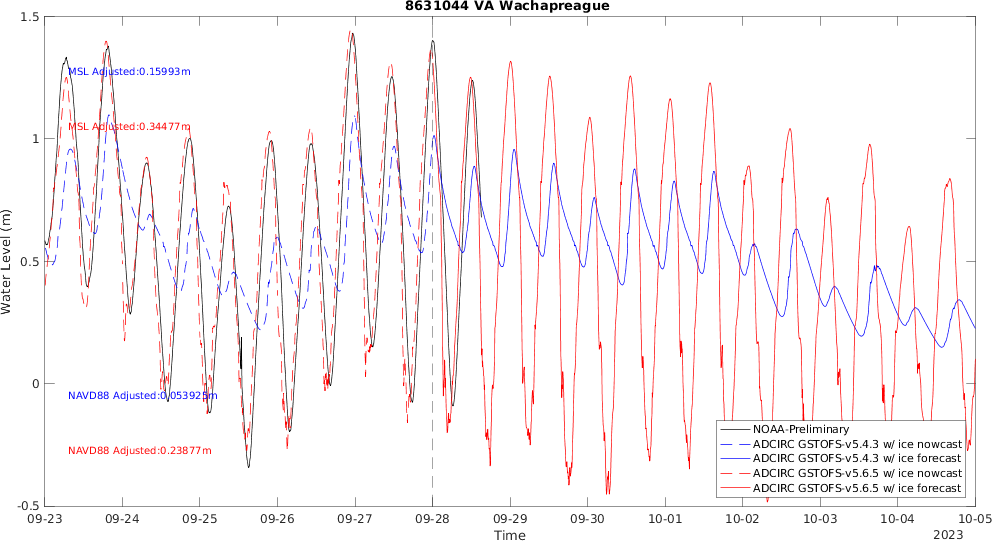 8631044 VA Wachapreague
1.5
MSL Adjusted:0.15993m
MSL Adjusted:0.34477m
1
Water Level (m)
0.5
0
NAVD88 Adjusted:0.053925m
NAVD88 Adjusted:0.23877m
NOAA-Preliminary
ADCIRC GSTOFS-v5.4.3 w/ ice nowcast
ADCIRC GSTOFS-v5.4.3 w/ ice forecast
ADCIRC GSTOFS-v5.6.5 w/ ice nowcast
ADCIRC GSTOFS-v5.6.5 w/ ice forecast
-0.5
09-23 09-24 09-25 09-26 09-27 09-28 09-29 09-30 10-01 10-02 10-03 10-04 10-05
Time
2023